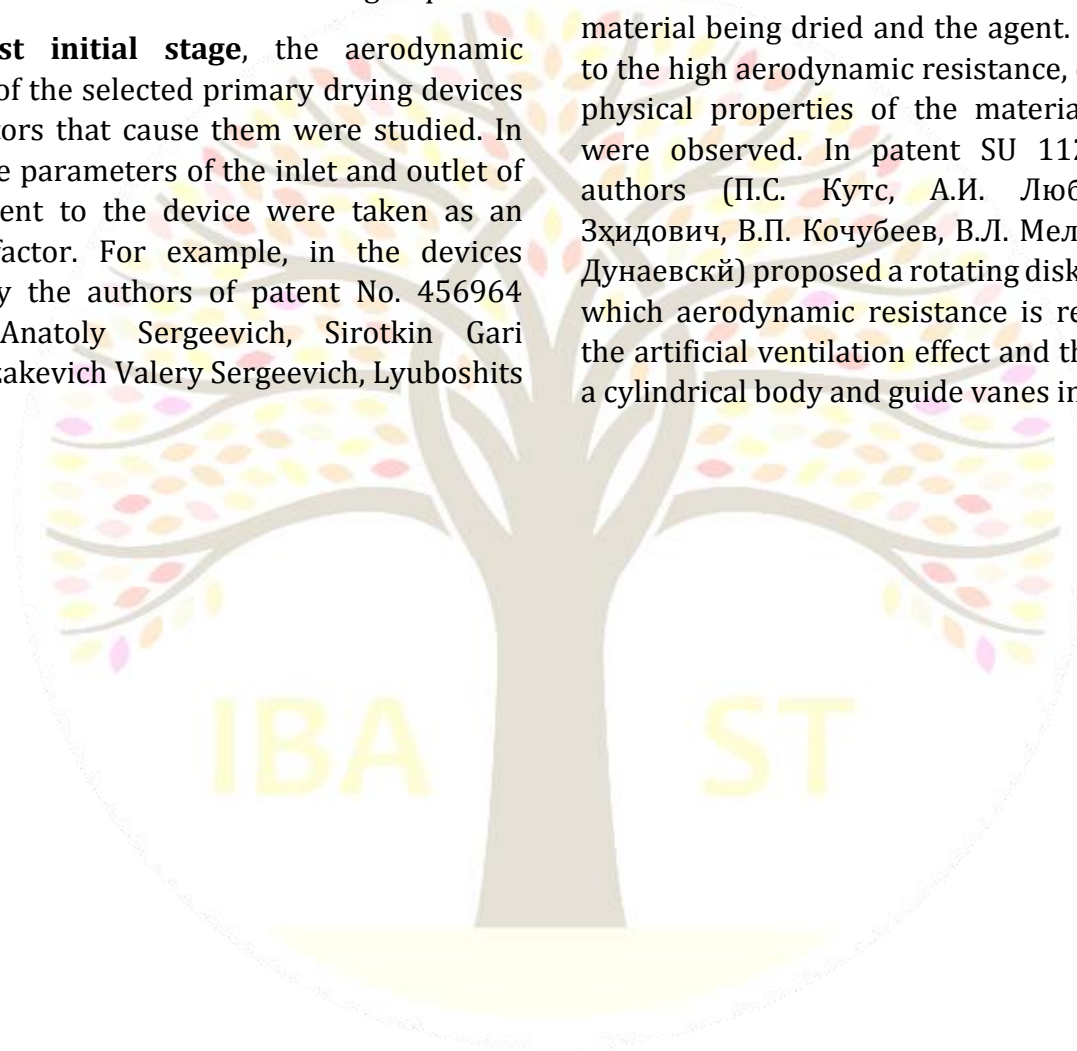 st initial stage, the aerodynamic
of the selected primary drying devices
tors that cause them were studied. In
e parameters of the inlet and outlet of
ent to the device were taken as an
factor. For example, in the devices
y the authors of patent No. 456964
Anatoly Sergeevich, Sirotkin Gari
zakevich Valery Sergeevich, Lyuboshits
material being dried and the agent.
to the high aerodynamic resistance,
physical properties of the materia
were observed. In patent SU 112
authors (П.С. Кутс, А.И. Люб
Зҳидович, В.П. Кочубеев, В.Л. Мел
Дунаевскй) proposed a rotating disk
which aerodynamic resistance is re
the artificial ventilation effect and th
a cylindrical body and guide vanes in
IBA ST